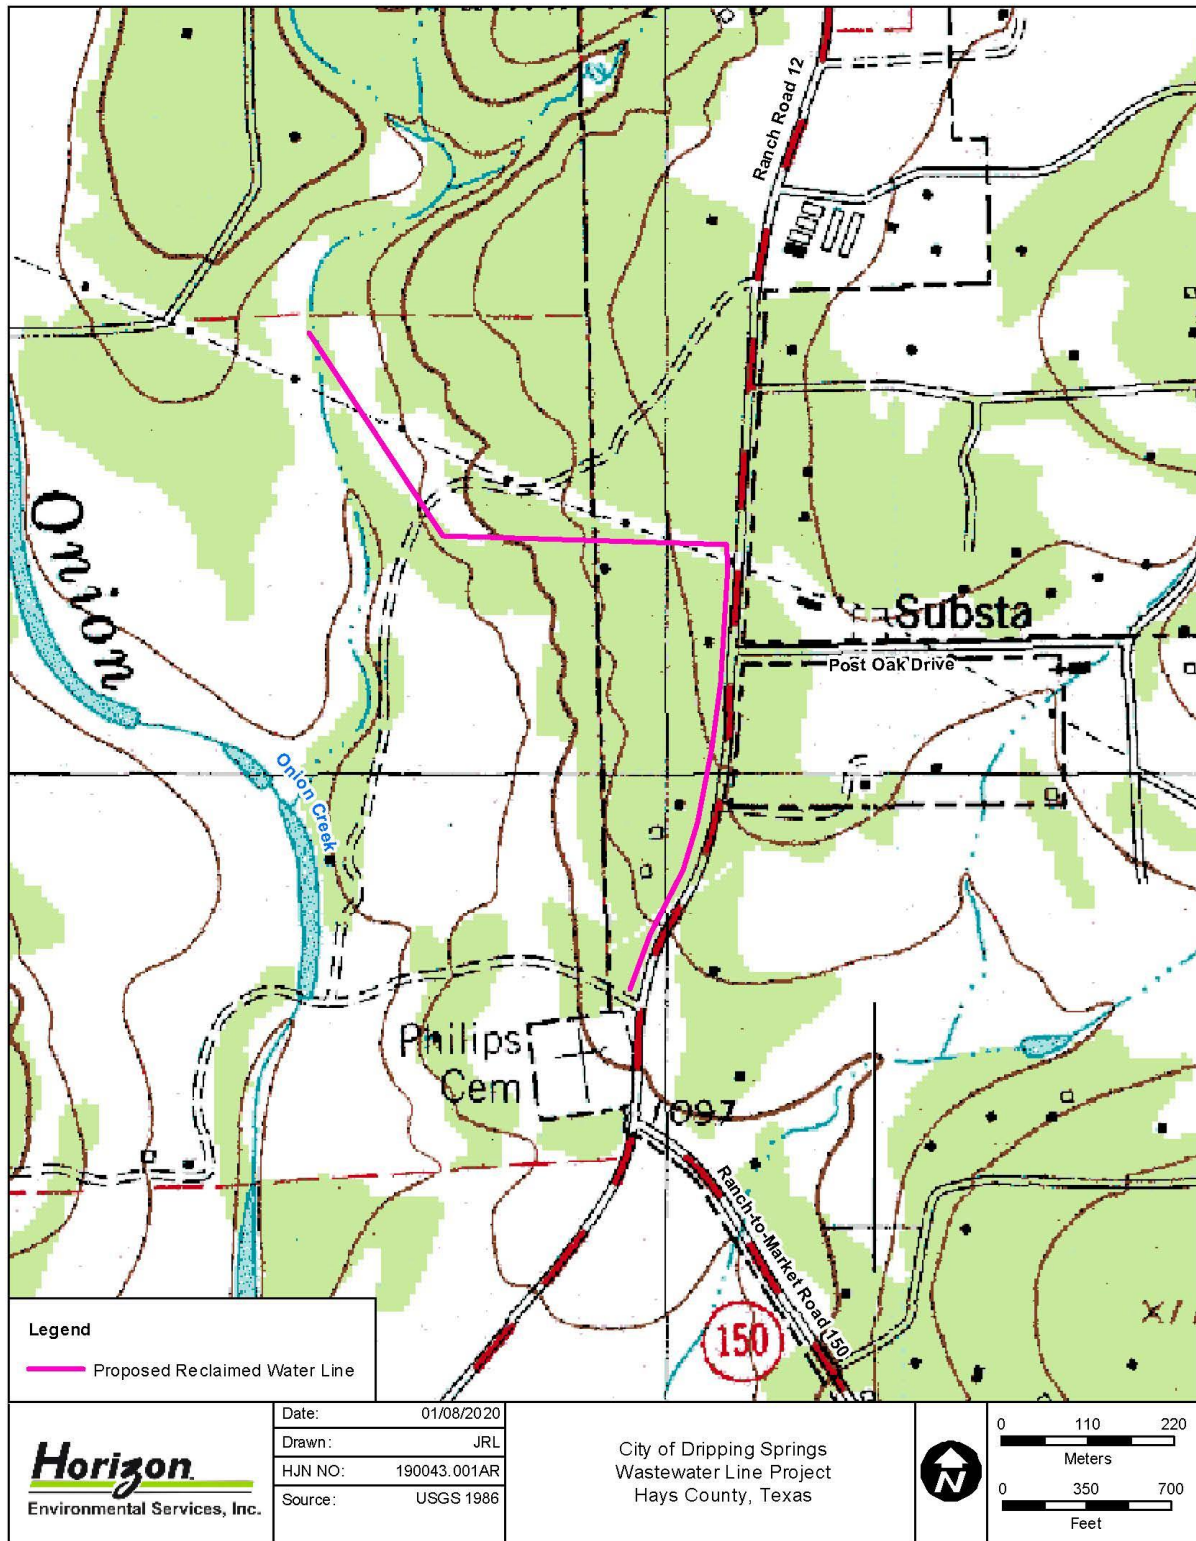 Ranch Road 12
Onion
Substa
Post Oak Drive
Onion Creek
Philips
Cem
1097
Ranch-to-Market Road 150
150
Legend
Proposed Reclaimed Water Line
Horizon
Environmental Services, Inc.
Date: 01/08/2020
Drawn: JRL
HJN NO: 190043.001AR
Source: USGS 1986
City of Dripping Springs
Wastewater Line Project
Hays County, Texas
N
0 110 220
Meters
0 350 700
Feet